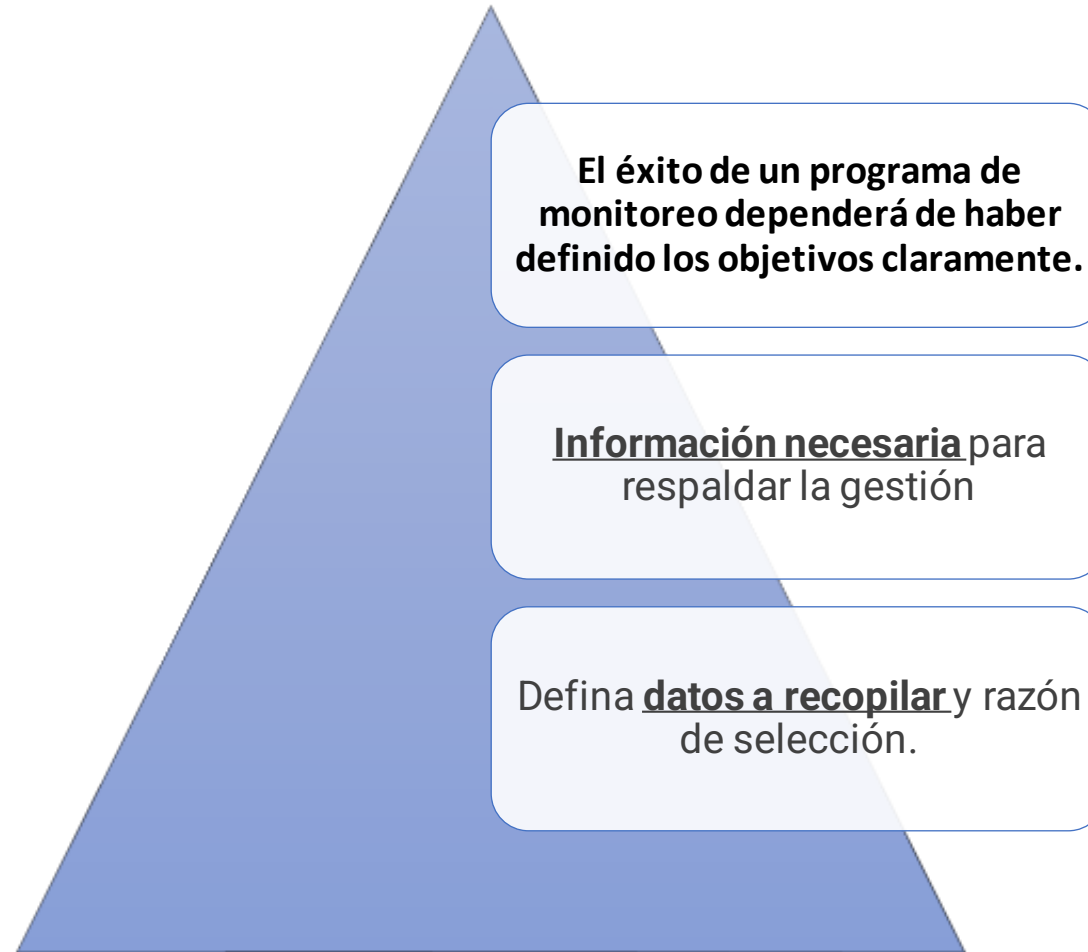 El éxito de un programa de
monitoreo dependerá de haber
definido los objetivos claramente.
Información necesaria para
respaldar la gestión
Defina datos a recopilar y razón
de selección.